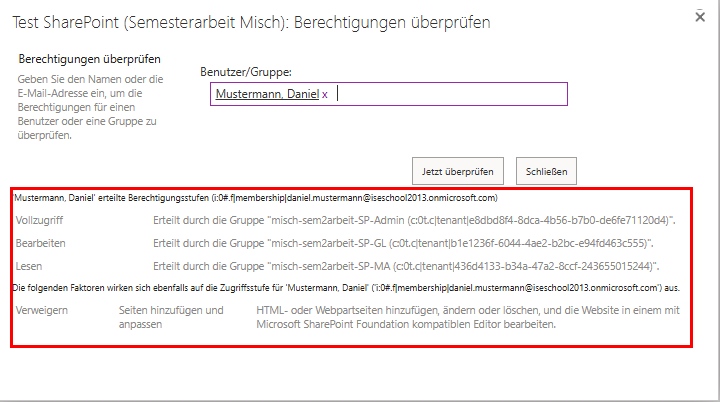 Test SharePoint (Semesterarbeit Misch): Berechtigungen überprüfen
x
Berechtigungen überprüfen
Geben Sie den Namen oder die
E-Mail-Adresse ein, um die
Berechtigungen für einen
Benutzer oder eine Gruppe zu
überprüfen.
Benutzer/Gruppe:
Mustermann, Daniel x
Jetzt überprüfen
Schließen
Mustermann, Daniel' erteilte Berechtigungsstufen (i:0#.f|membership|daniel.mustermann@iseschool2013.onmicrosoft.com)
Vollzugriff Erteilt durch die Gruppe "misch-sem2arbeit-SP-Admin (c:0t.c|tenant|e8dbd8f4-8dca-4b56-b7b0-de6fe71120d4)".
Bearbeiten Erteilt durch die Gruppe "misch-sem2arbeit-SP-GL (c:0t.c|tenant|b1e1236f-6044-4ae2-b2bc-e94fd463c555)".
Lesen Erteilt durch die Gruppe "misch-sem2arbeit-SP-MA (c:0t.c|tenant|436d4133-b34a-47a2-8ccf-243655015244)".
Die folgenden Faktoren wirken sich ebenfalls auf die Zugriffsstufe für 'Mustermann, Daniel' ('i:0#.f|membership|daniel.mustermann@iseschool2013.onmicrosoft.com') aus.
Verweigern Seiten hinzufügen und HTML- oder Webpartseiten hinzufügen, ändern oder löschen, und die Website in einem mit
anpassen Microsoft SharePoint Foundation kompatiblen Editor bearbeiten.